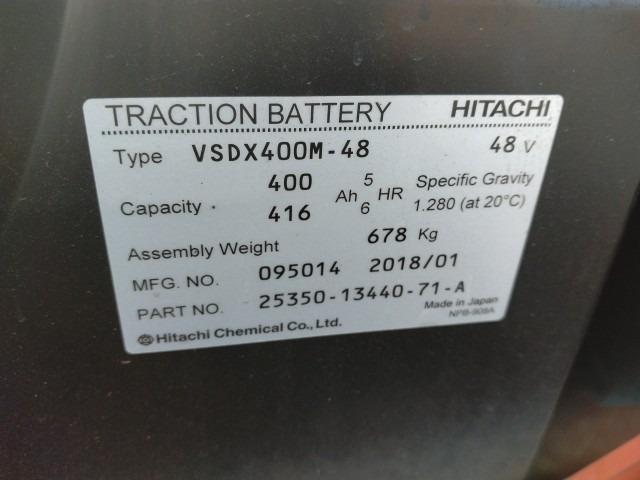 TRACTION BATTERY HITACHI
Type VSDX400M-48 48 V
Capacity 400 Ah 5 HR Specific Gravity
416 6 1.280 (at 20°C)
Assembly Weight 678 Kg
MFG. NO. 095014 2018/01
PART NO. 25350-13440-71-A Made in Japan
Hitachi Chemical Co., Ltd. NPB-908A